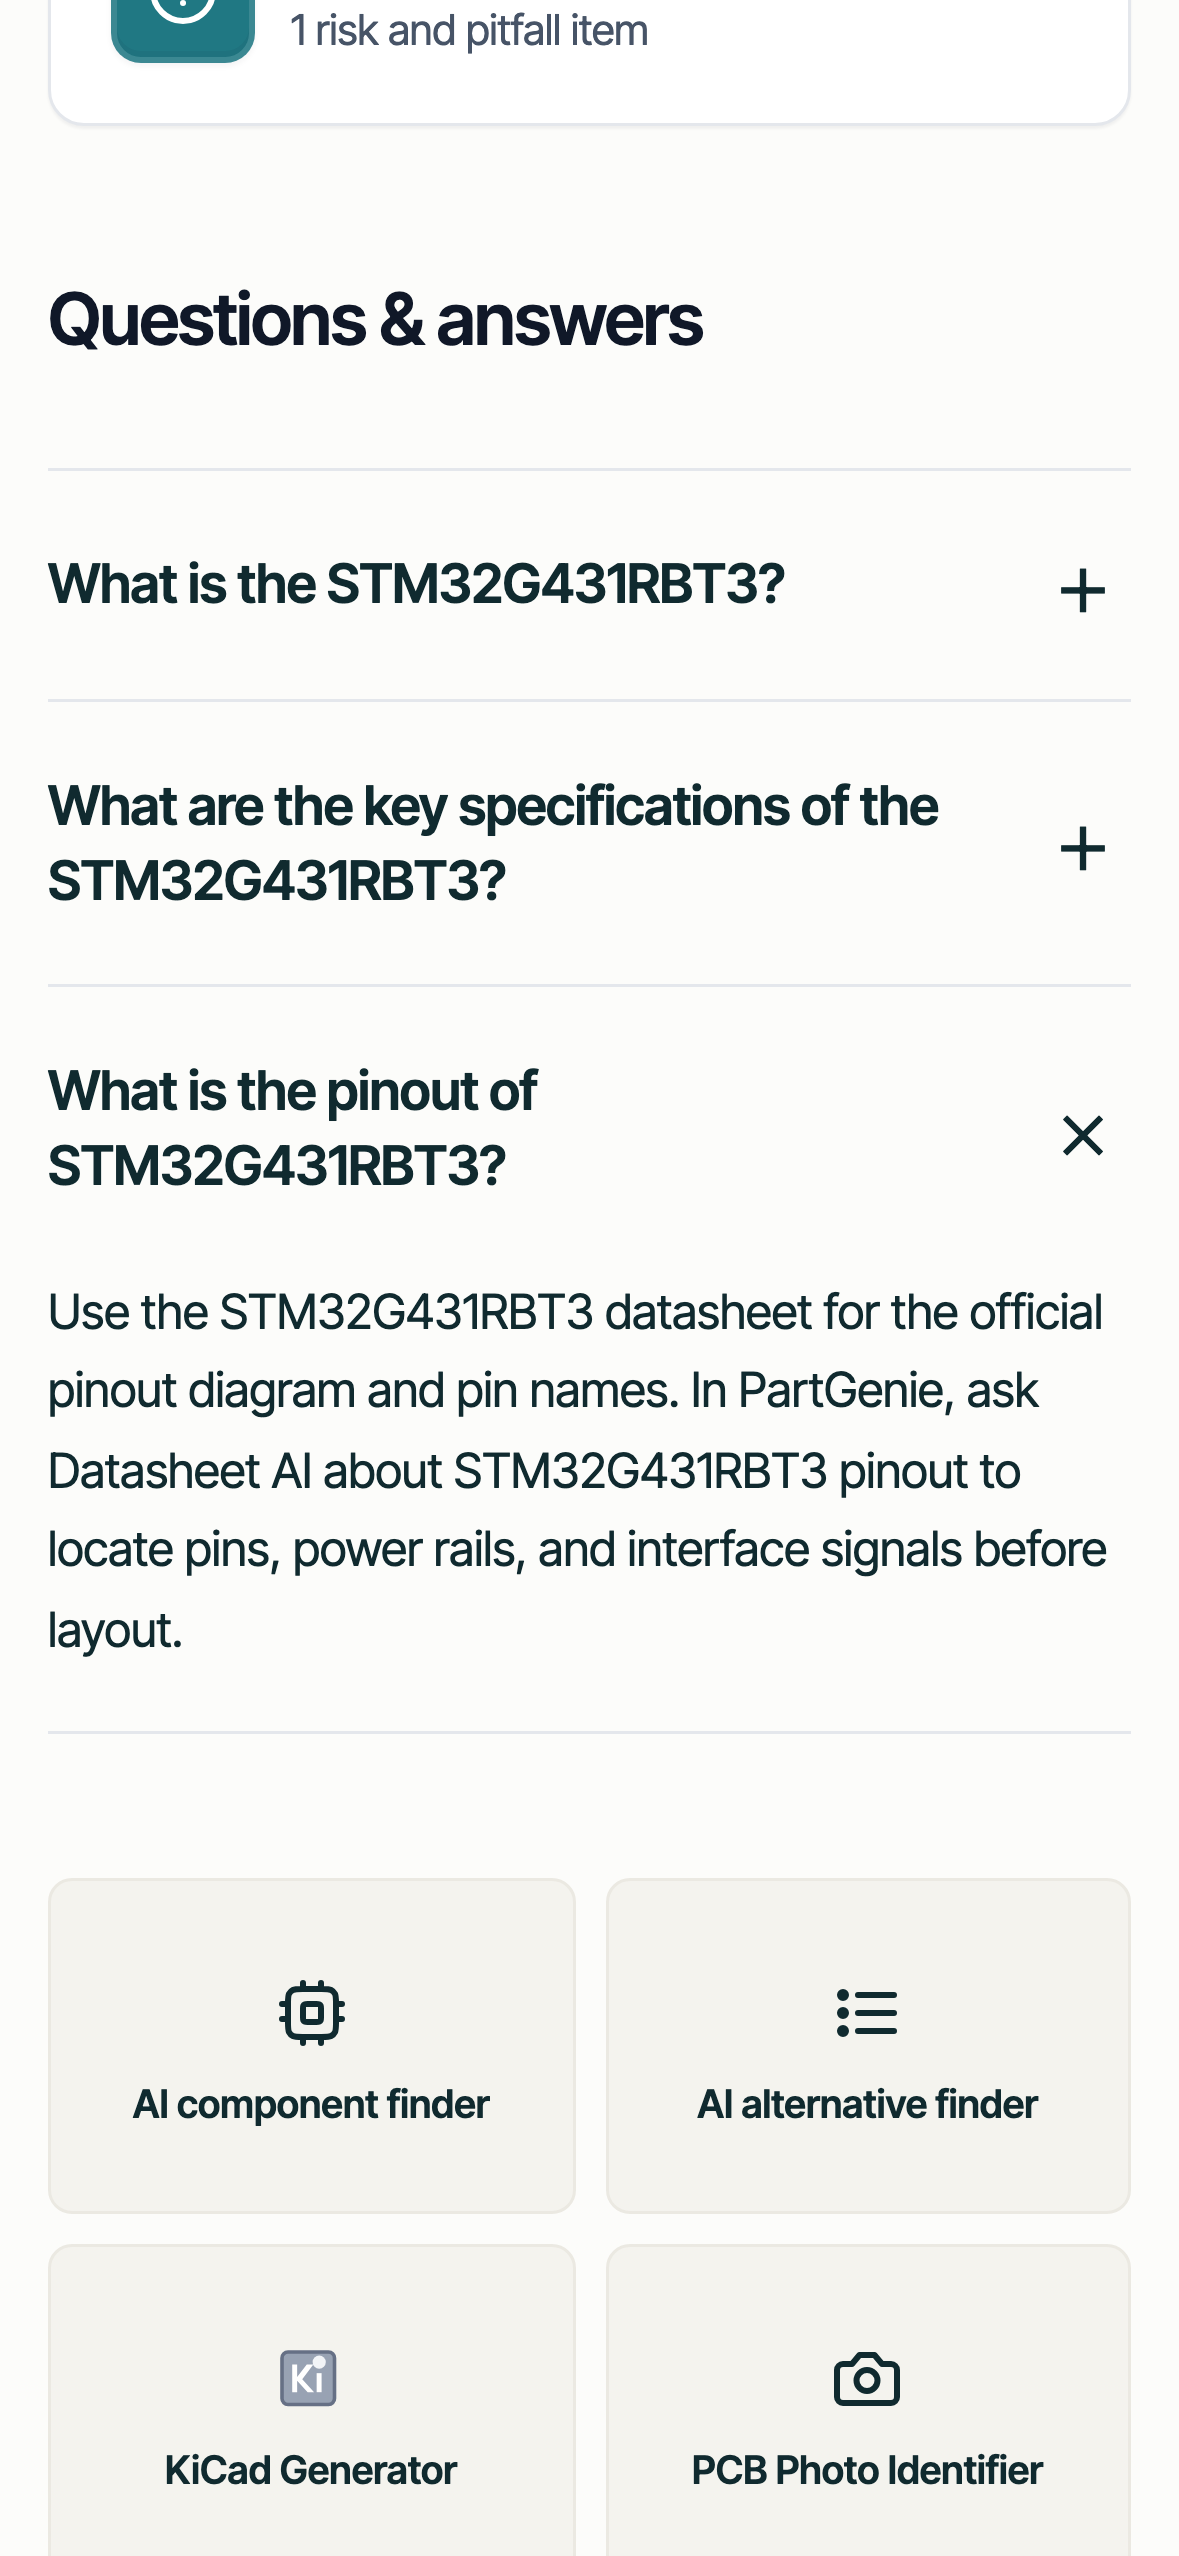 1 risk and pitfall item
Questions & answers
What is the STM32G431RBT3?
What are the key specifications of the
STM32G431RBT3?
What is the pinout of
STM32G431RBT3?
Use the STM32G431RBT3 datasheet for the official
pinout diagram and pin names. In PartGenie, ask
Datasheet AI about STM32G431RBT3 pinout to
locate pins, power rails, and interface signals before
layout.
AI component finder
AI alternative finder
Ki
KiCad Generator
PCB Photo Identifier